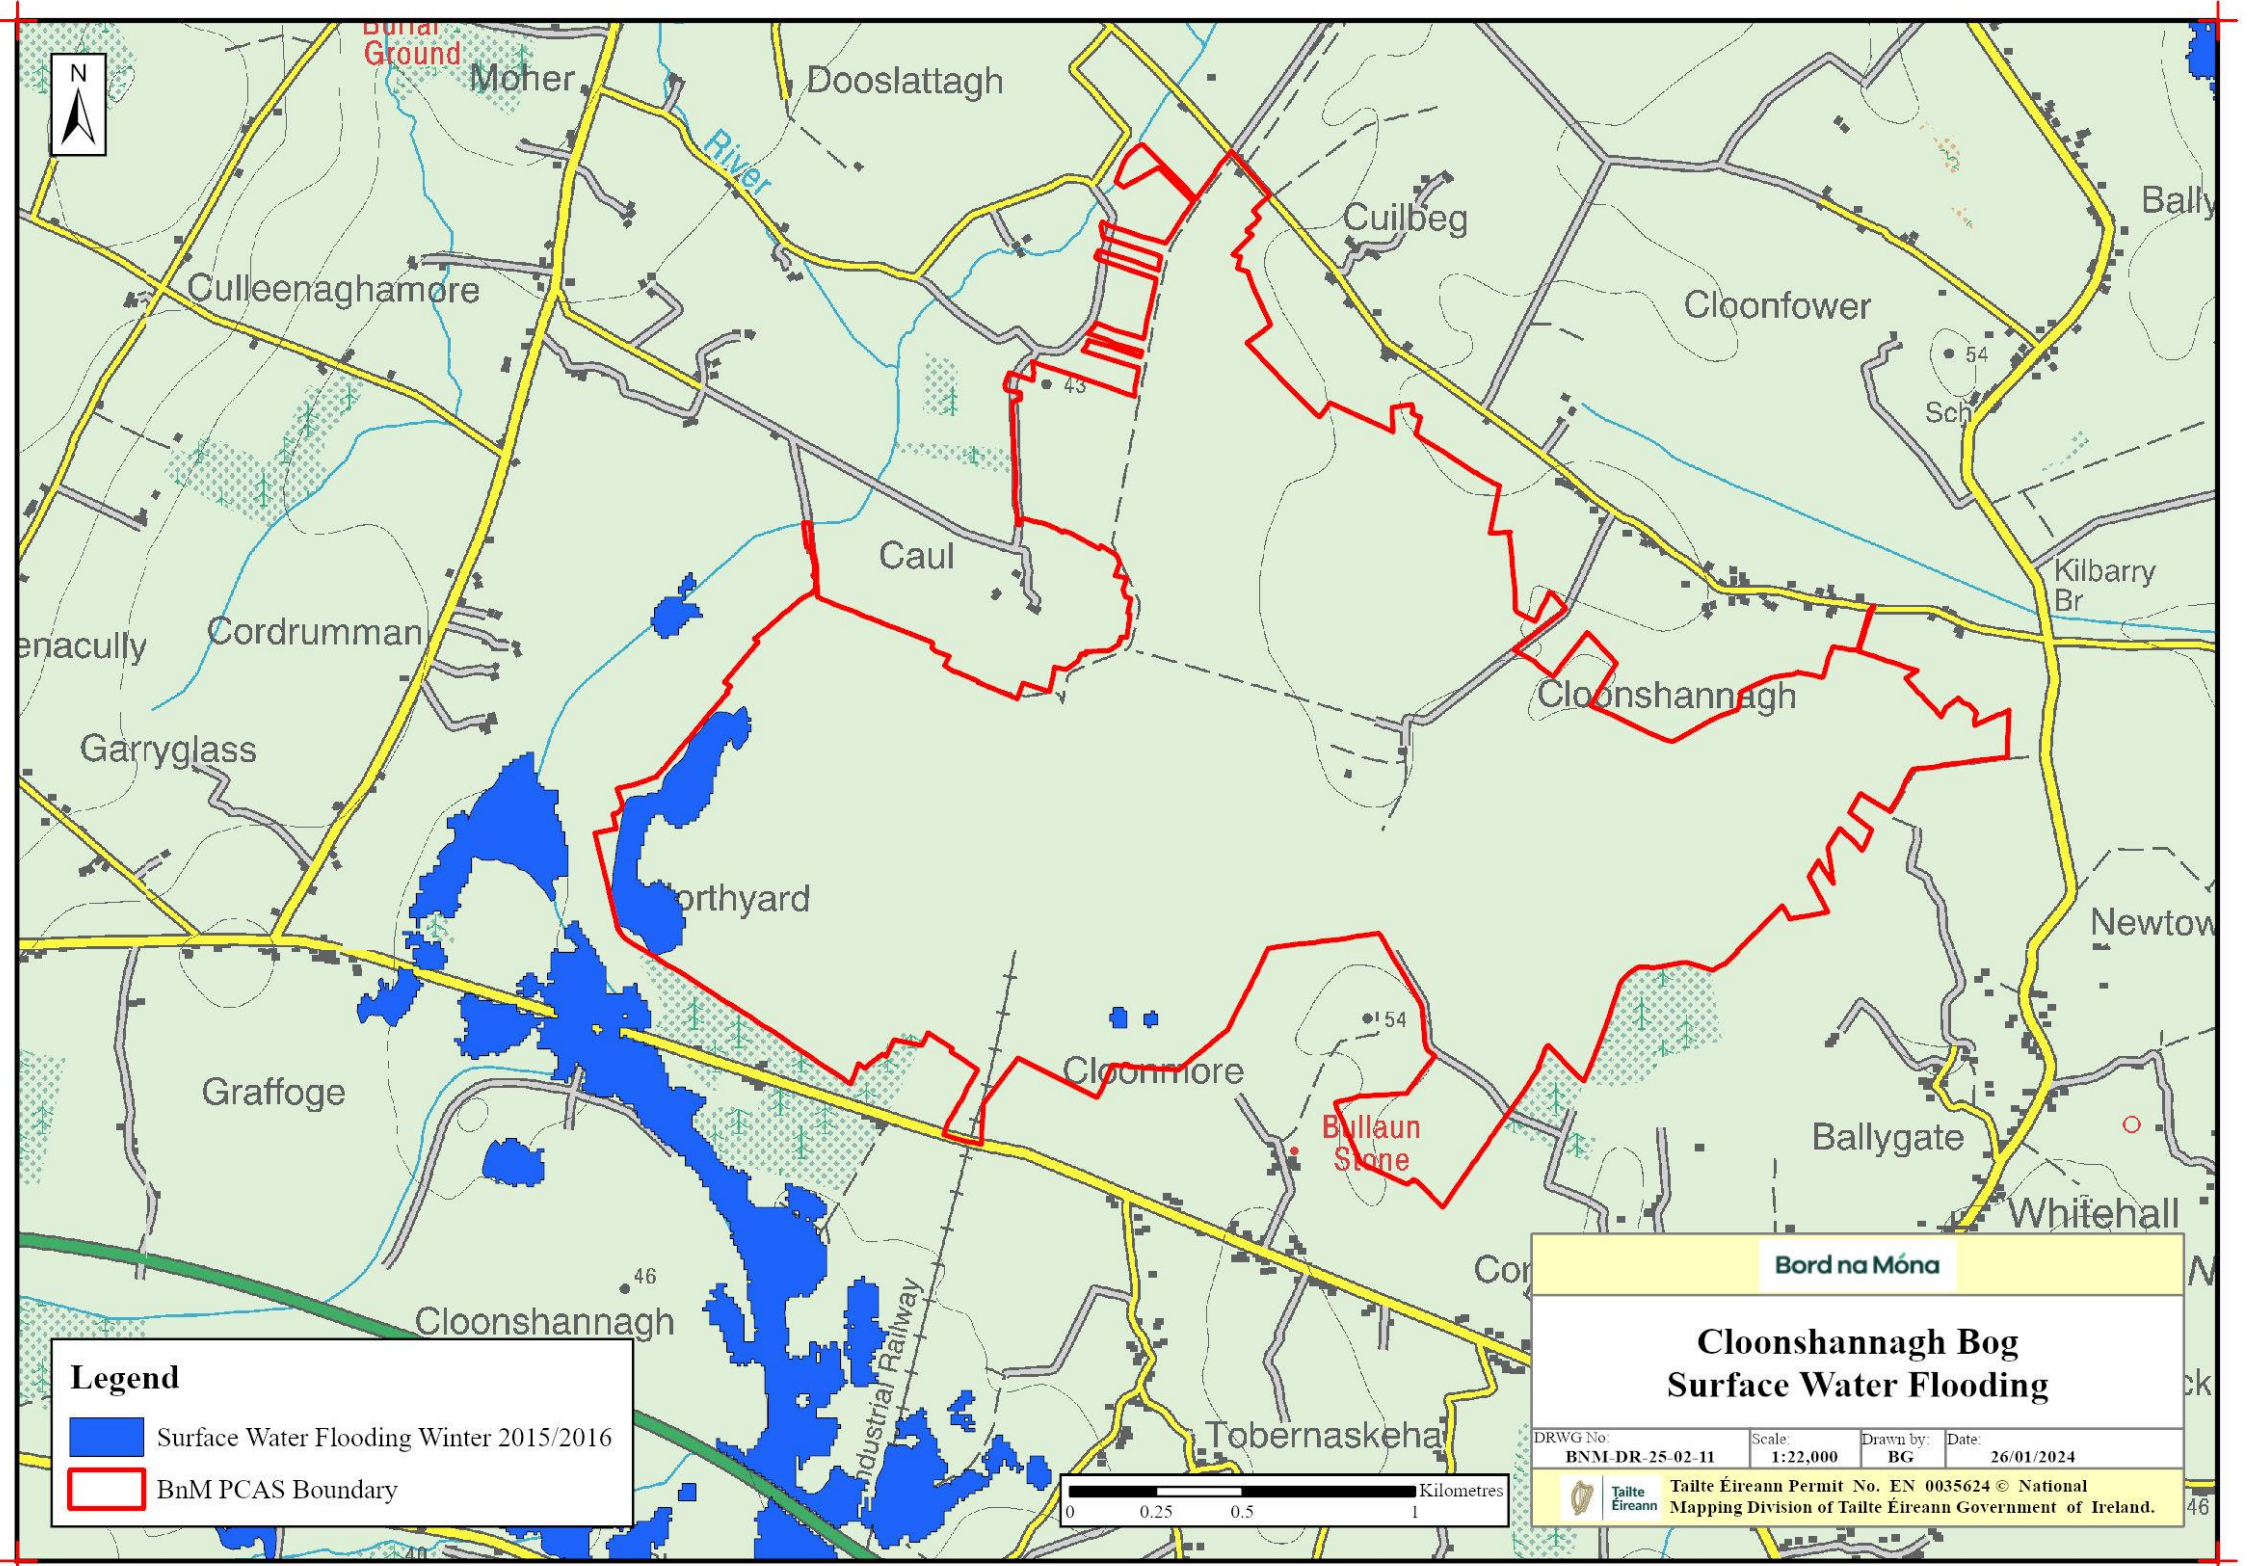 Burial
Ground
N
Moher
Dooslattagh
River
Bally
Cuilbeg
Culleenaghamore
Cloonfower
54
43
Sch
Caul
Kilbarry
Br
enacully
Cordrumman
Cloonshannagh
Garryglass
orthyard
Newtow
54
Cloonmore
Graffoge
Bullaun
Stone
Ballygate
Whitehall
46
Cloonshannagh
Industrial Railway
Tobernaskeha
Cor
N
ck
46
40
Legend
Surface Water Flooding Winter 2015/2016
BnM PCAS Boundary
Kilometres
0 0.25 0.5 1
Bord na Móna
Cloonshannagh Bog
Surface Water Flooding
DRWG No: Scale: Drawn by: Date:
BNM-DR-25-02-11 1:22,000 BG 26/01/2024
Tailte
Éireann
Tailte Éireann Permit No. EN 0035624 © National
Mapping Division of Tailte Éireann Government of Ireland.